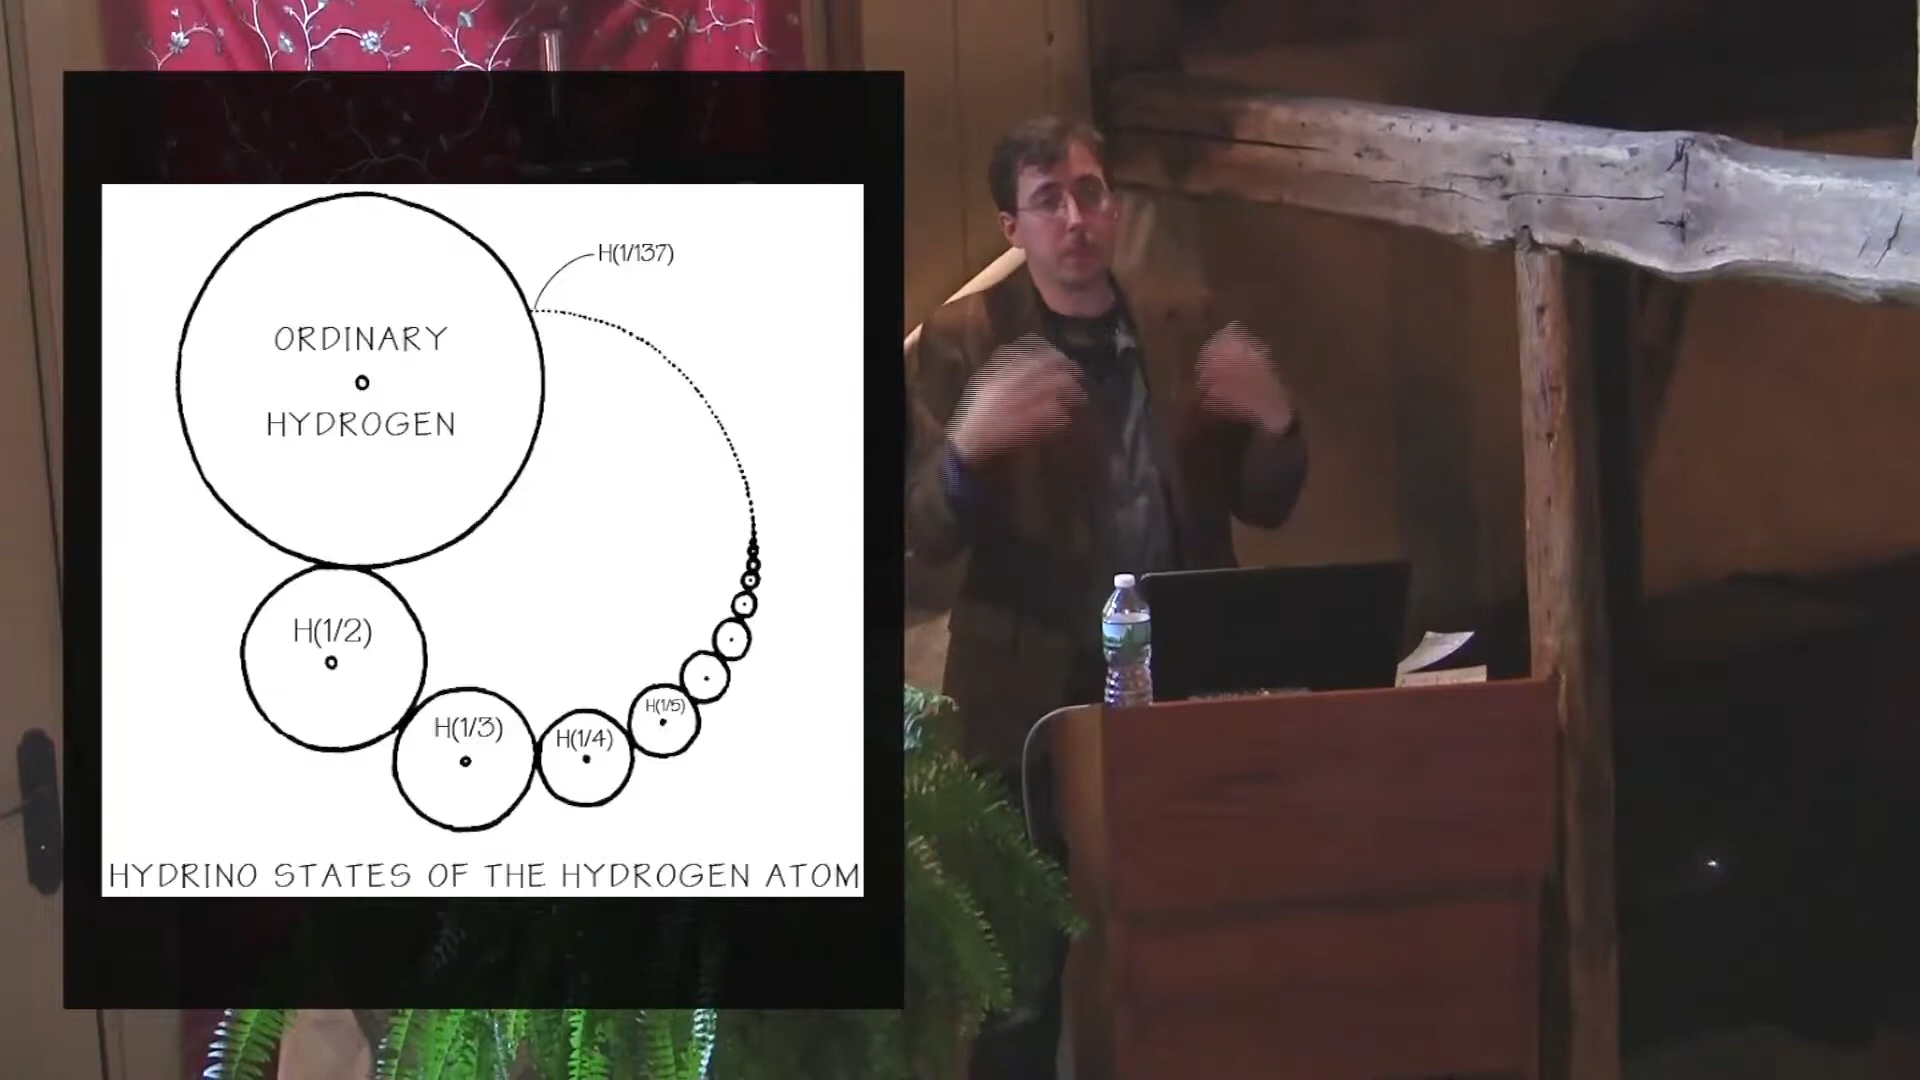 H(1/137)
ORDINARY
HYDROGEN
H(1/2)
H(1/3)
H(1/4)
H(1/5)
HYDRINO STATES OF THE HYDROGEN ATOM